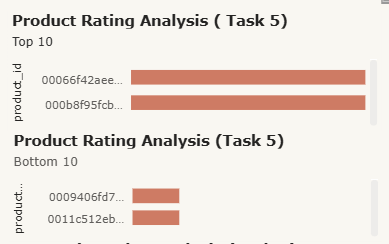 Product Rating Analysis ( Task 5)
Top 10
product_id
00066f42aee...
000b8f95fcb...
Product Rating Analysis (Task 5)
Bottom 10
product...
0009406fd7...
0011c512eb...